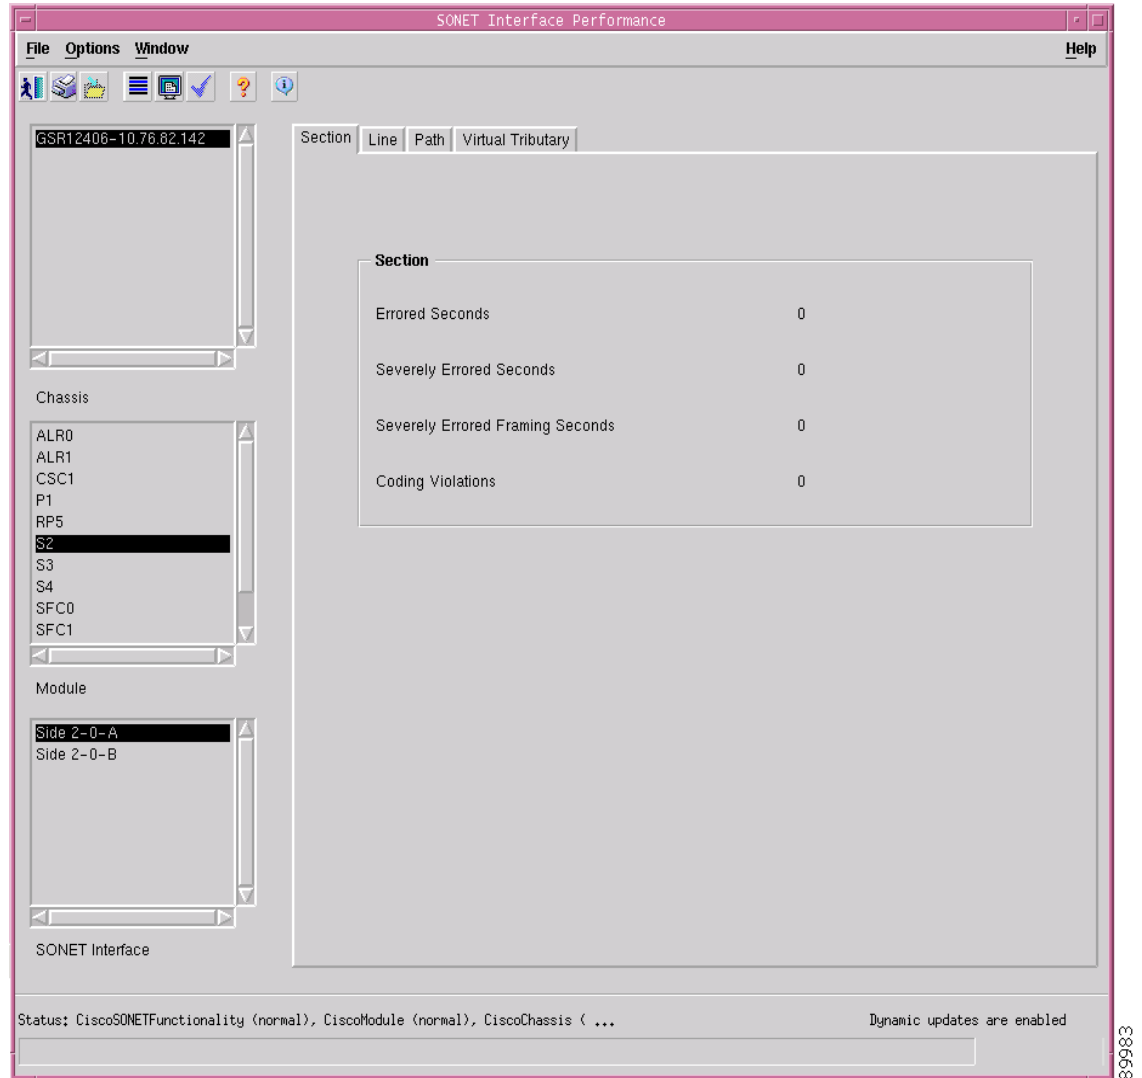 SONET Interface Performance
File Options Window Help
GSR12406-10.76.82.142
Chassis
ALR0
ALR1
CSC1
P1
RP5
S2
S3
S4
SFC0
SFC1
Module
Side 2-0-A
Side 2-0-B
SONET Interface
Section Line Path Virtual Tributary
Section
Errored Seconds 0
Severely Errored Seconds 0
Severely Errored Framing Seconds 0
Coding Violations 0
Status: CiscoSONETFunctionality (normal), CiscoModule (normal), CiscoChassis ( ...
Dynamic updates are enabled
89983